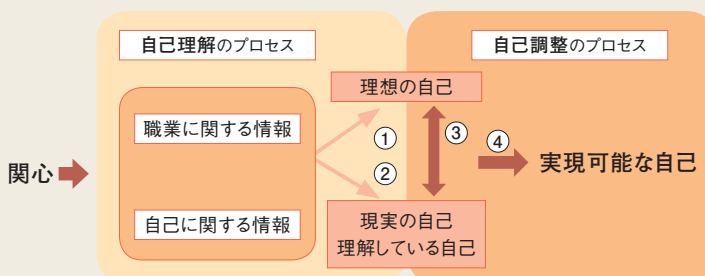 自己理解のプロセス
自己調整のプロセス
理想の自己
職業に関する情報
①
③
④
関心
②
実現可能な自己
自己に関する情報
現実の自己
理解している自己